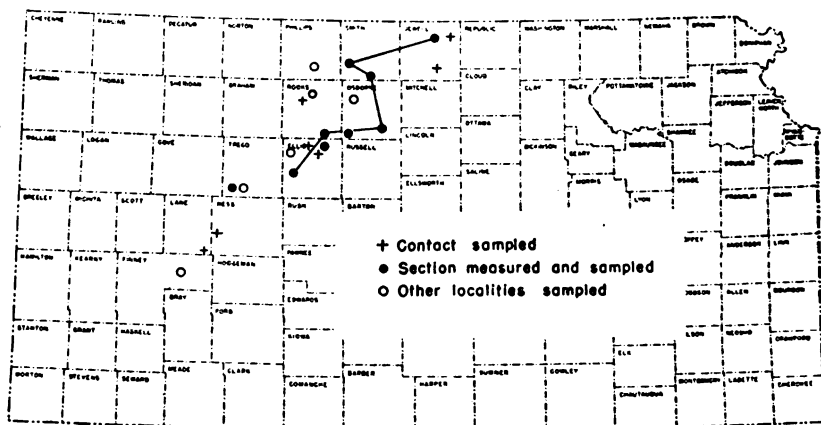 CHEYENNE RAWLINS DECATUR NORTON PHILLIPS SMITH JEWELL REPUBLIC WASHINGTON MARSHALL NEMAHA BROWN
DONIPHAN
SHERMAN THOMAS SHERIDAN GRAHAM ROOKS OSBORNE MITCHELL CLOUD CLAY RILEY POTTAWATOMIE JACKSON ATCHISON
JEFFERSON
WALLACE LOGAN GOVE TREGO ELLIS RUSSELL LINCOLN OTTAWA DICKINSON GEARY WABAUNSEE SHAWNEE
DOUGLAS JOHNSON
ELLSWORTH SALINE MORRIS LYON OSAGE
GREELEY WICHITA SCOTT LANE NESS RUSH BARTON FRANKLIN MIAMI
+ Contact sampled
● Section measured and sampled
○ Other localities sampled
HAMILTON KEARNY FINNEY HODGEMAN PAWNEE ANDERSON LINN
GRAY EDWARDS ALLEN BOURBON
STANTON GRANT HASKELL FORD KIOWA NEOSHO CRAWFORD
ELK
MORTON STEVENS SEWARD MEADE CLARK COMANCHE BARBER HARPER SUMNER COWLEY CHAUTAUQUA MONTGOMERY LABETTE CHEROKEE